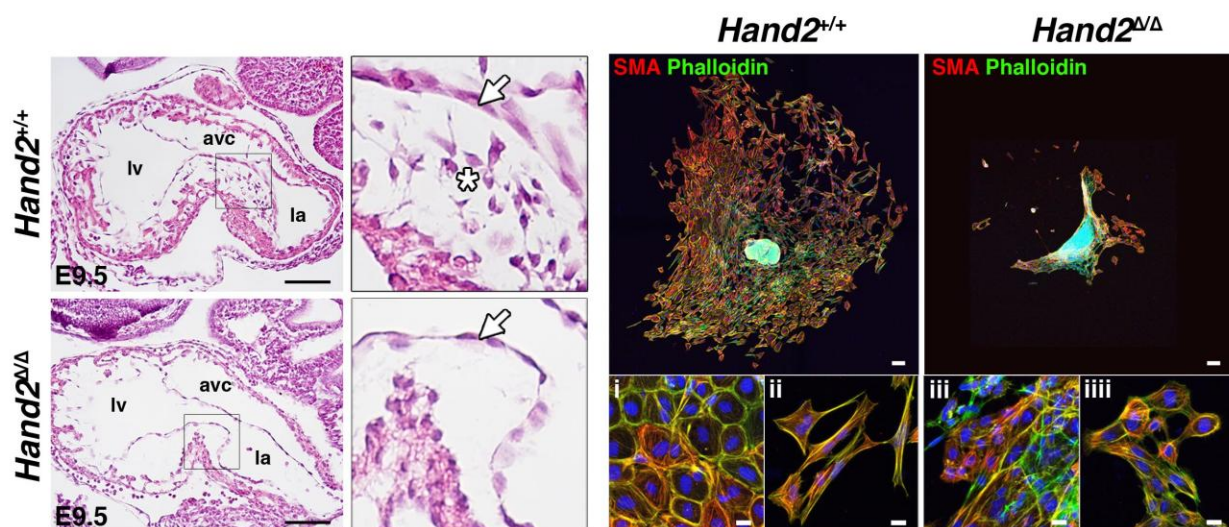 Hand2+/+
Hand2Δ/Δ
Hand2+/+
avc
lv
la
E9.5
*
SMA Phalloidin
SMA Phalloidin
Hand2Δ/Δ
avc
lv
la
E9.5
i
ii
iii
iiii